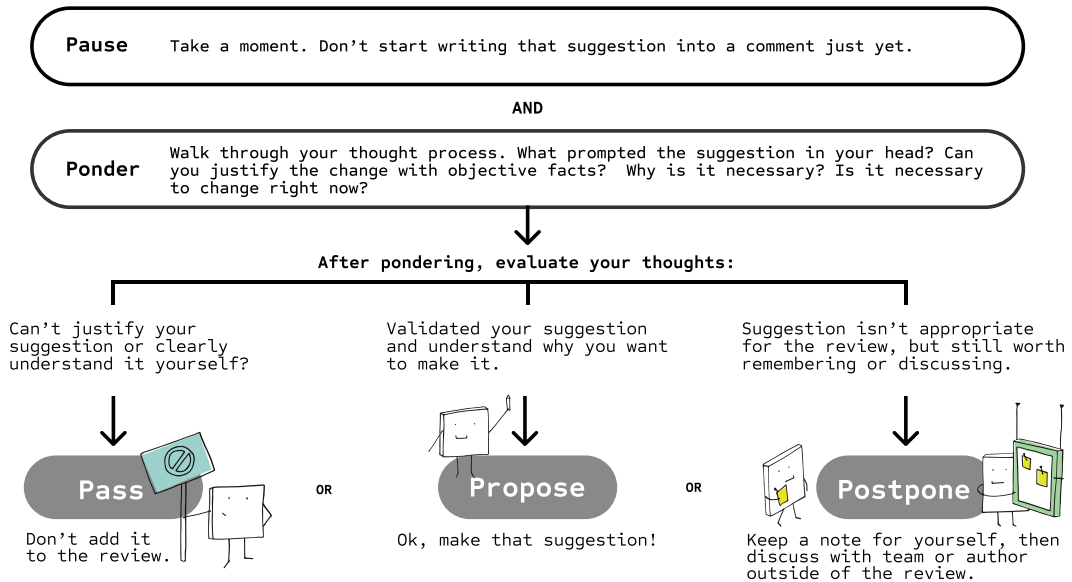 Pause
Take a moment. Don’t start writing that suggestion into a comment just yet.
AND
Ponder
Walk through your thought process. What prompted the suggestion in your head? Can
you justify the change with objective facts?  Why is it necessary? Is it necessary
to change right now?
After pondering, evaluate your thoughts:
Can’t justify your
suggestion or clearly
understand it yourself?
Validated your suggestion
and understand why you want
to make it.
Suggestion isn’t appropriate
for the review, but still worth
remembering or discussing.
Pass
OR
Propose
OR
Postpone
Don’t add it
to the review.
Ok, make that suggestion!
Keep a note for yourself, then
discuss with team or author
outside of the review.